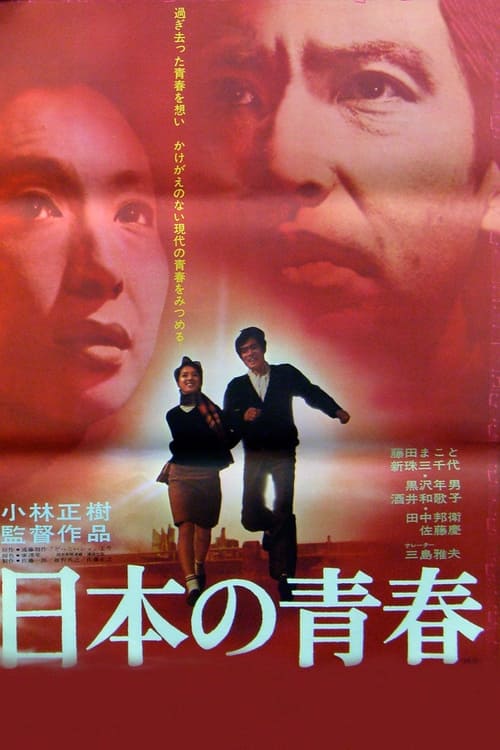 過ぎ去った青春を想い かけがえのない現代の青春をみつめる
藤田まこと
新珠三千代
黒沢年男
酒井和歌子
田中邦衛
佐藤慶
ナレーター
三島雅夫
小林正樹
監督作品
日本の青春